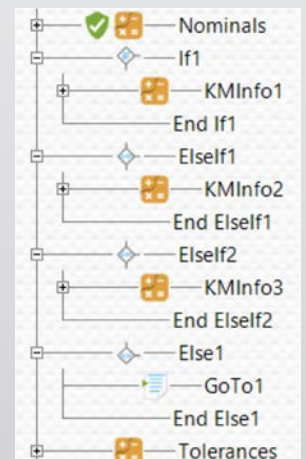 Nominals
If1
KMInfo1
End If1
ElseIf1
KMInfo2
End ElseIf1
ElseIf2
KMInfo3
End ElseIf2
Else1
GoTo1
End Else1
Tolerances